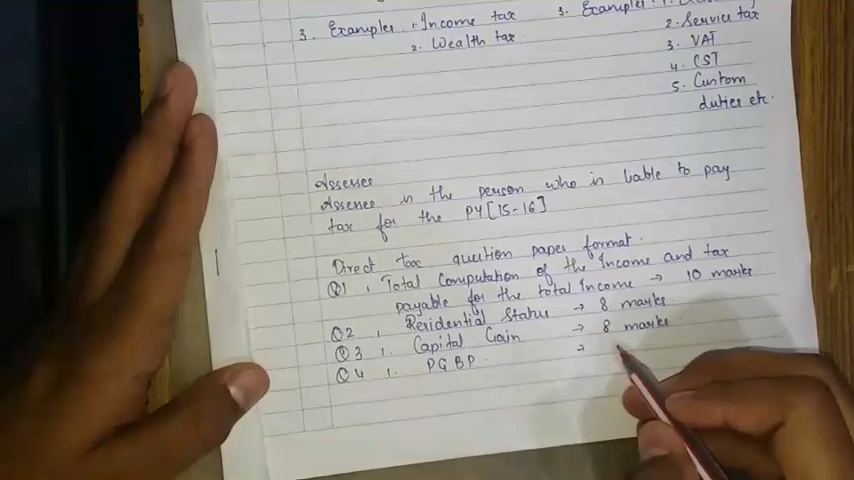 3. Examples 1. Income tax 3. Examples 1.
2. Wealth tax
2. Service tax
3. VAT
4. CST
5. Custom
duties etc.
Assessee
Assessee is the person who is liable to pay
tax for the PY [15-16]
Direct tax question paper format.
Q1, Total Computation of the Income and tax
payable for the total Income → 10 marks
Q2, Residential Status → 8 marks
Q3 1. Capital Gain → 8 marks
Q4 1. PGBP. →